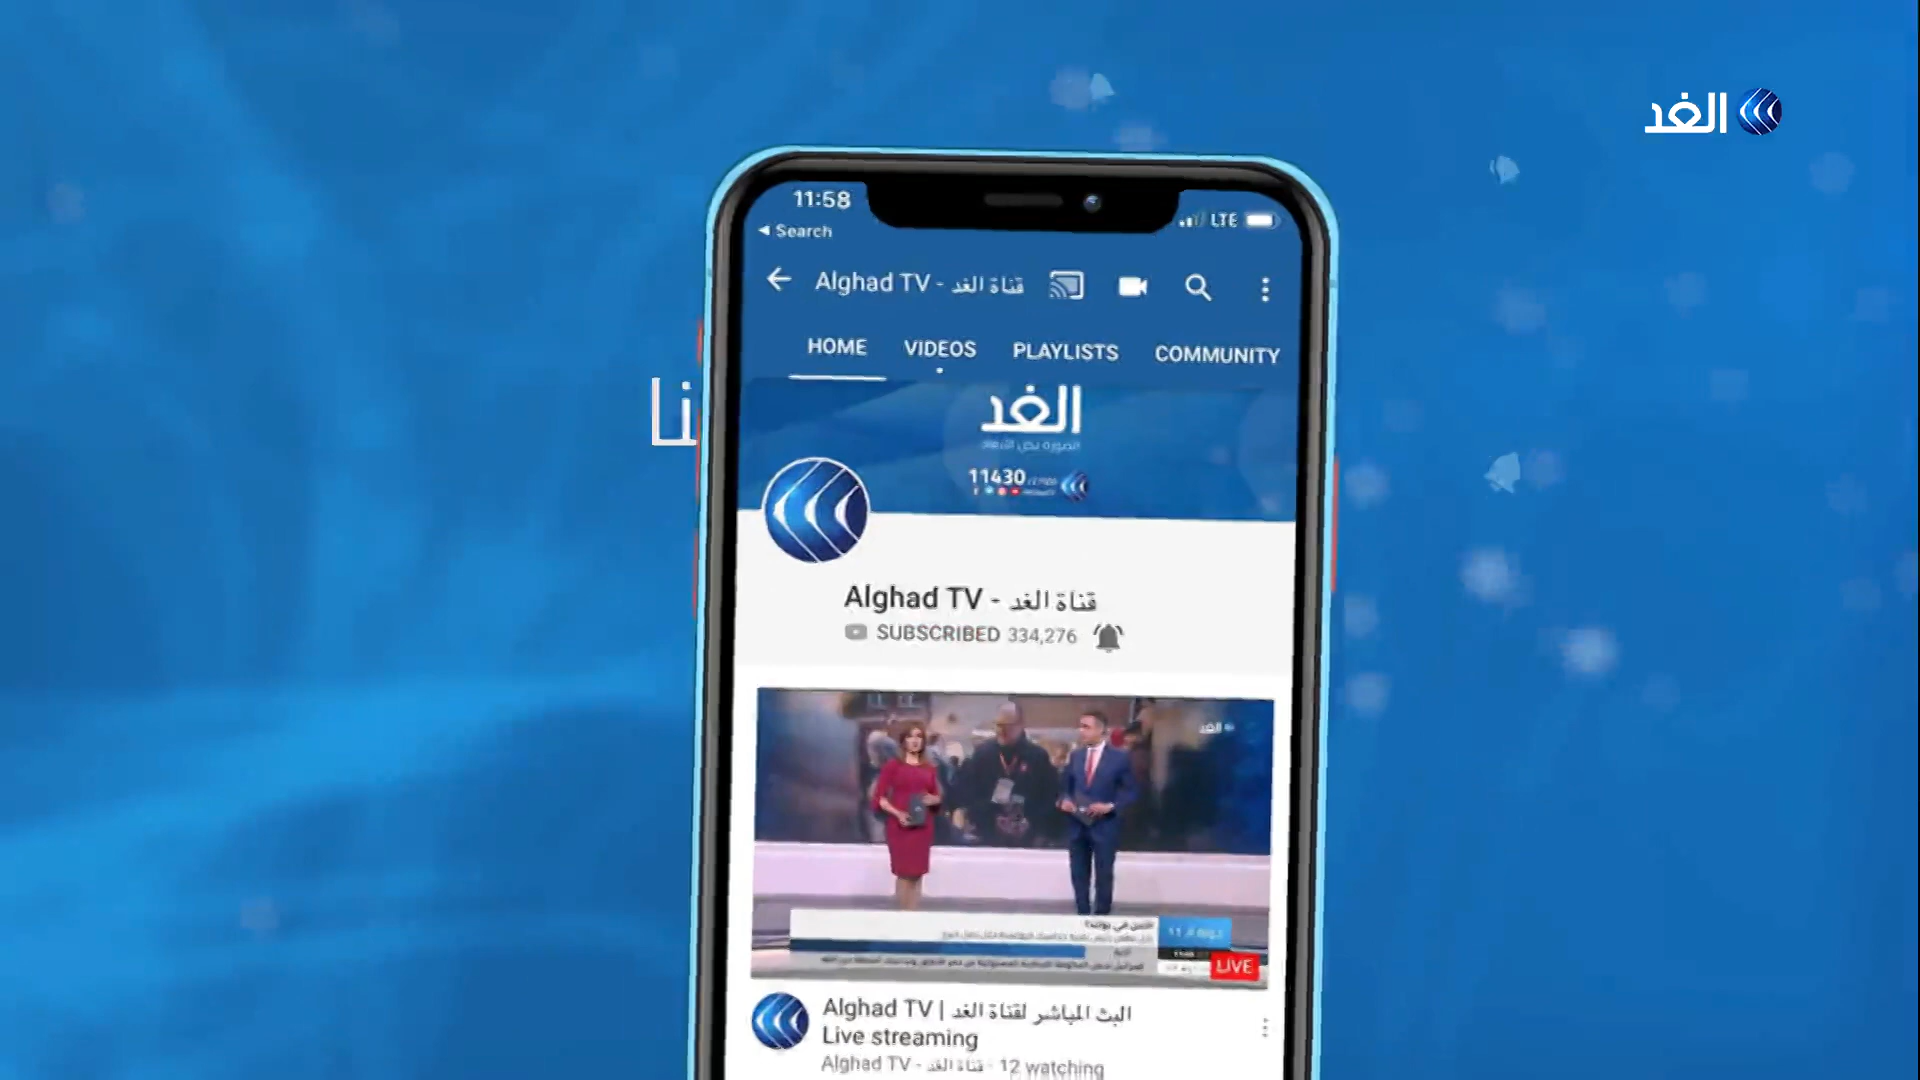 الغد
11:58
LTE
Search
Alghad TV - قناة الغد
HOME VIDEOS PLAYLISTS COMMUNITY
الغد
11430
Alghad TV - قناة الغد
SUBSCRIBED 334,276
الغد
LIVE
Alghad TV | البث المباشر لقناة الغد
Live streaming
Alghad TV - قناة الغد · 12 watching